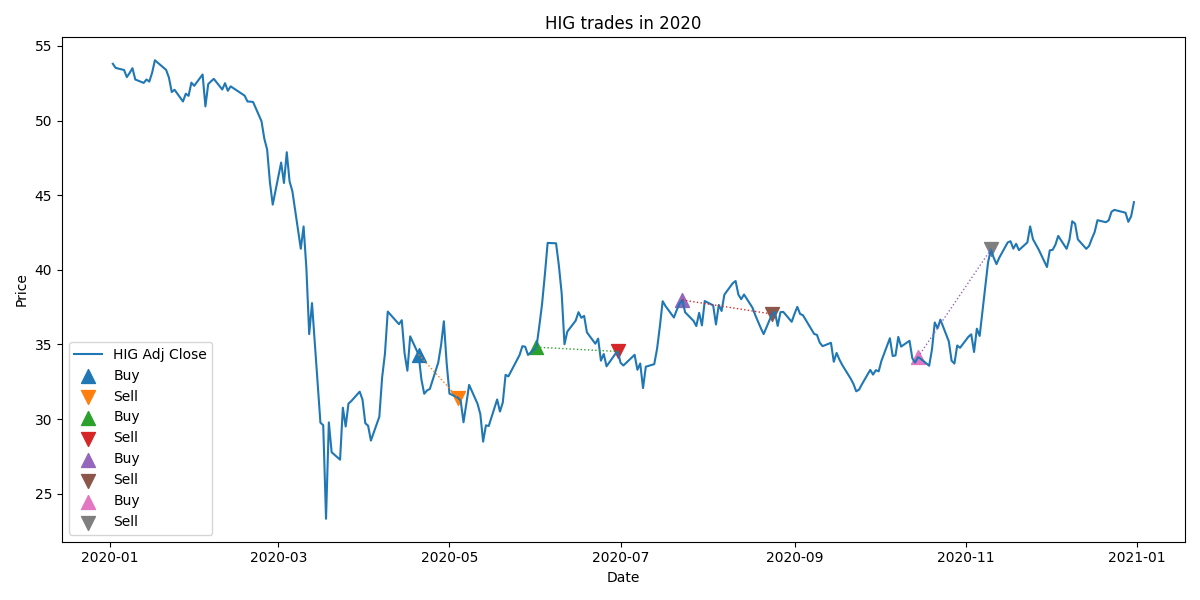 HIG trades in 2020
55
50
45
40
35
30
25
Price
HIG Adj Close
Buy
Sell
Buy
Sell
Buy
Sell
Buy
Sell
2020-01
2020-03
2020-05
2020-07
2020-09
2020-11
2021-01
Date